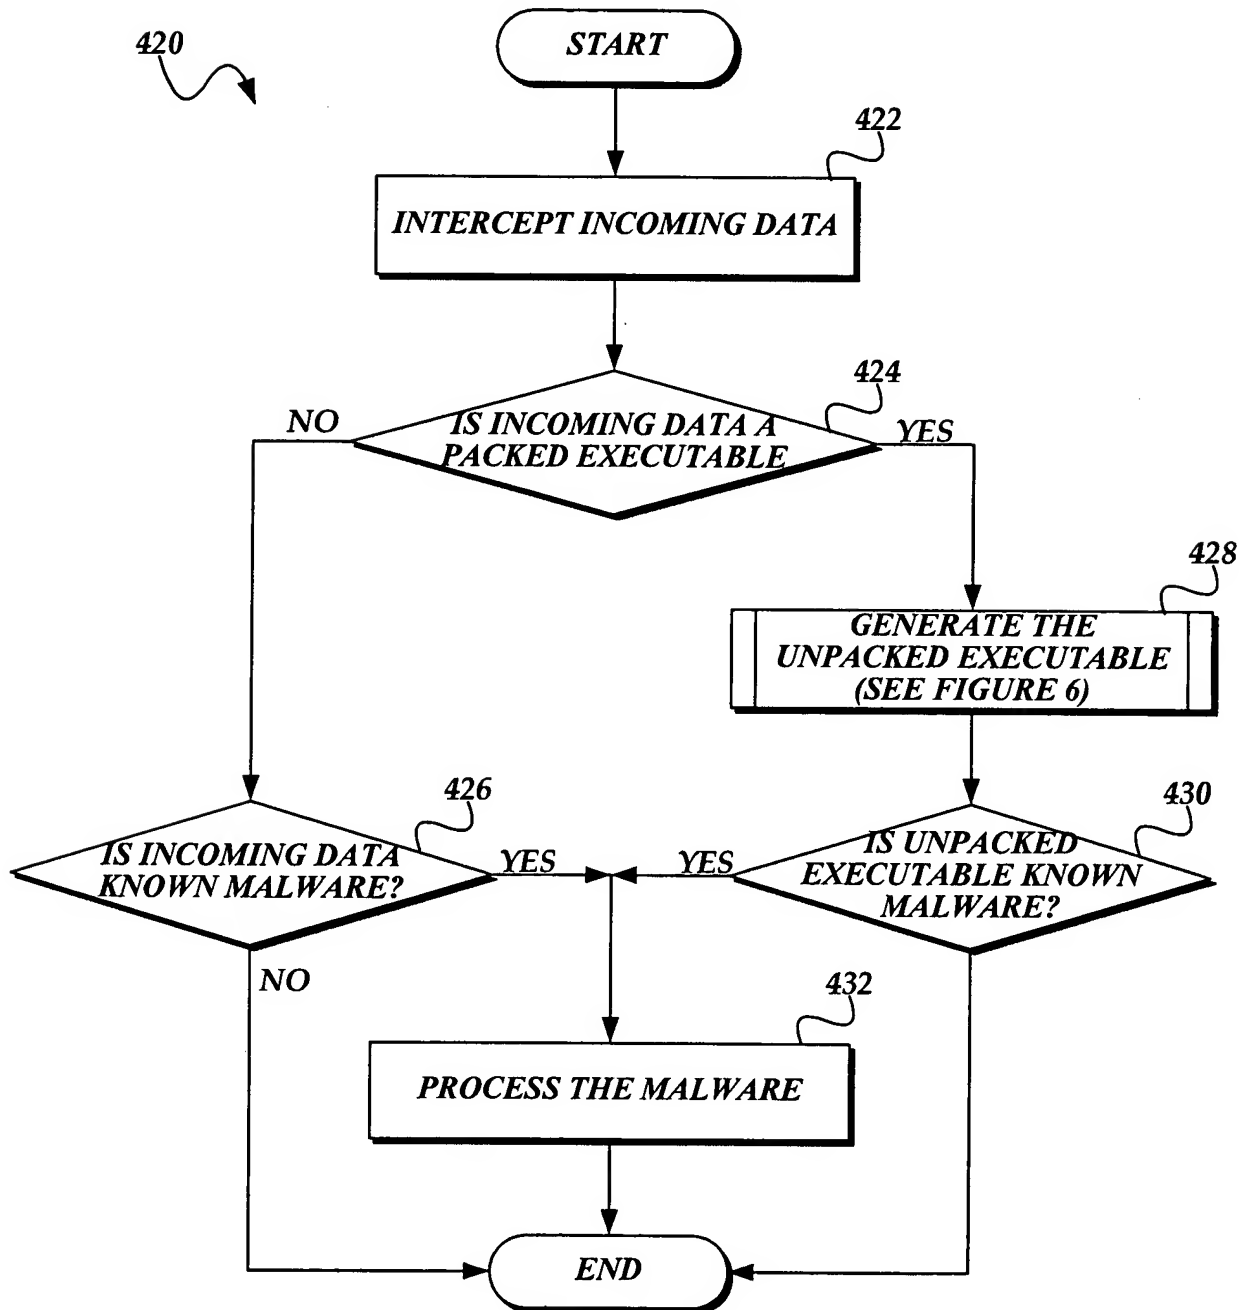 420
START
422
INTERCEPT INCOMING DATA
424
NO
IS INCOMING DATA A
PACKED EXECUTABLE
YES
428
GENERATE THE
UNPACKED EXECUTABLE
(SEE FIGURE 6)
426
IS INCOMING DATA
KNOWN MALWARE?
YES
430
YES
IS UNPACKED
EXECUTABLE KNOWN
MALWARE?
NO
432
PROCESS THE MALWARE
END